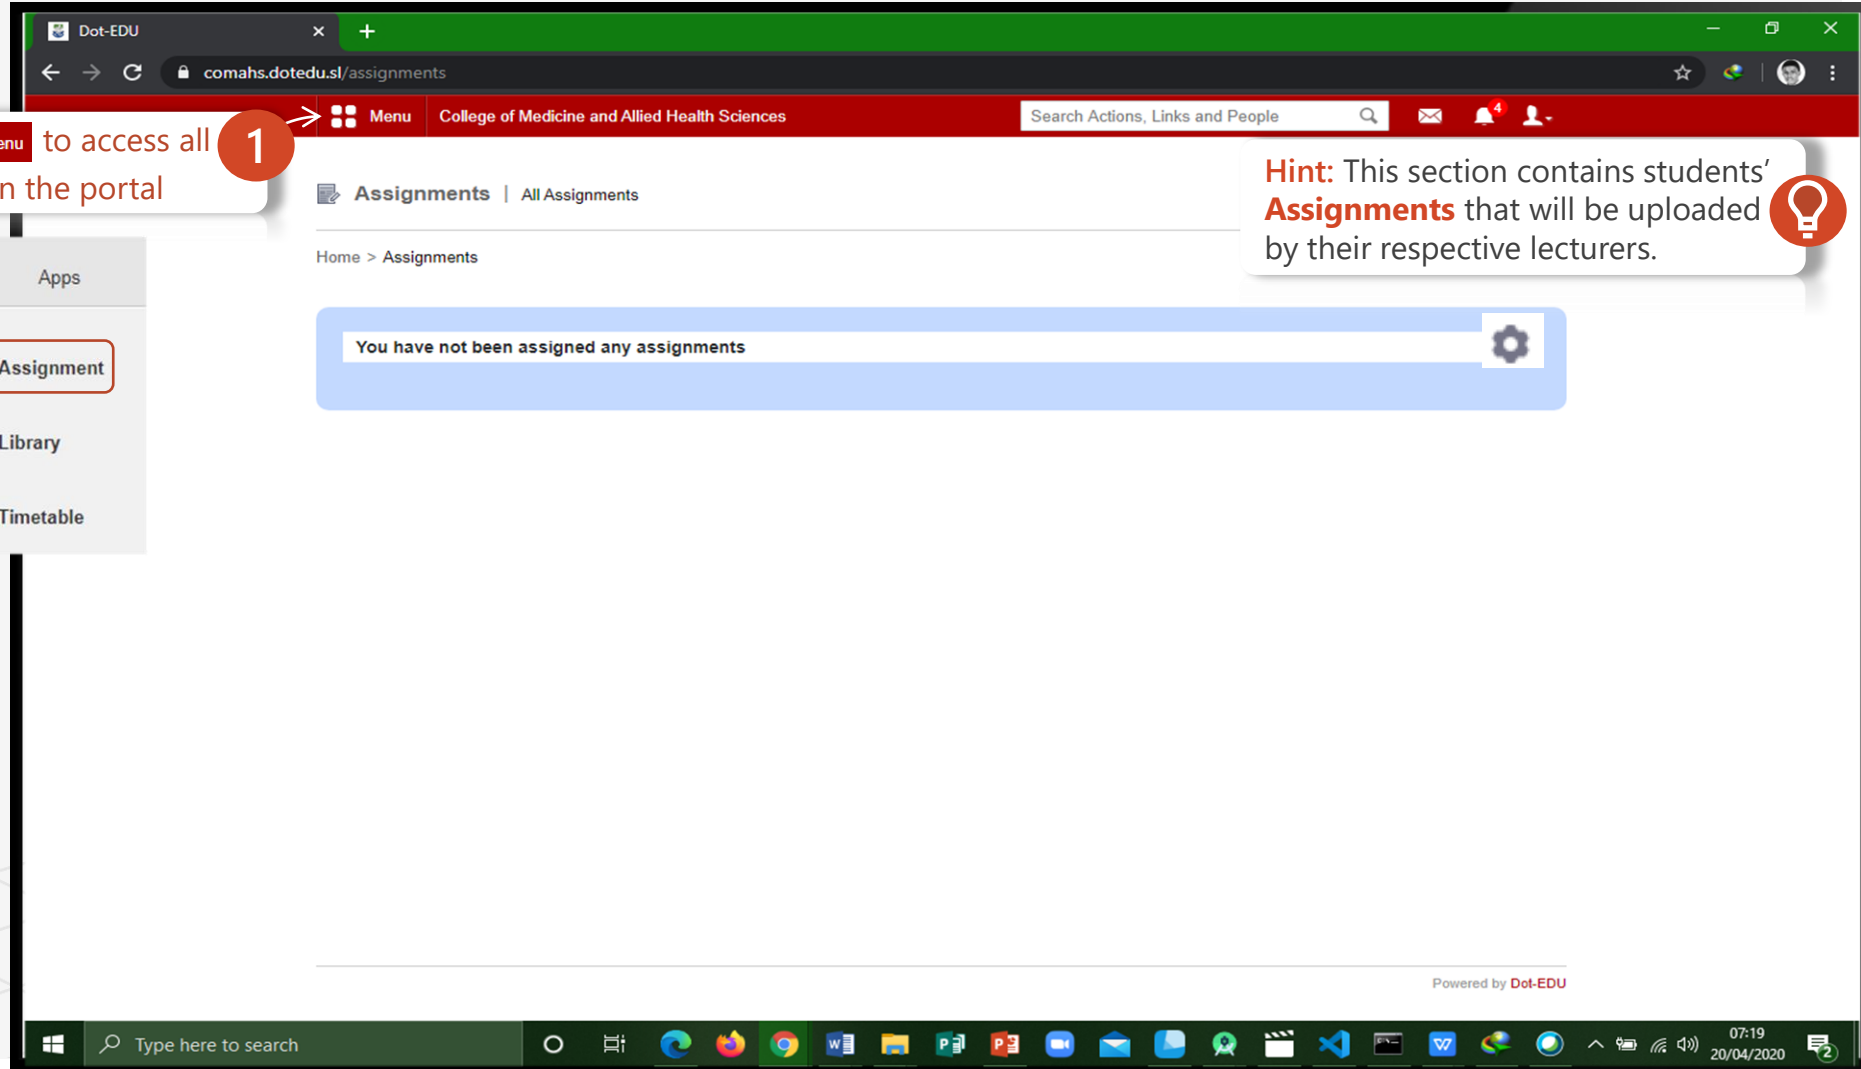 Dot-EDU
comahs.dotedu.sl/assignments
Menu
College of Medicine and Allied Health Sciences
Search Actions, Links and People
4
to access all
1
the portal
Assignments | All Assignments
Hint: This section contains students’
Assignments that will be uploaded
by their respective lecturers.
Home > Assignments
Apps
You have not been assigned any assignments
Assignment
Library
Timetable
Powered by Dot-EDU
Type here to search
07:19
20/04/2020
2